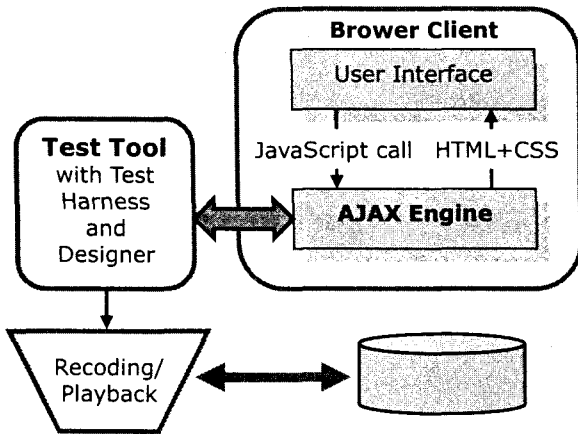 Brower Client
User Interface
JavaScript call HTML+CSS
AJAX Engine
Test Tool
with Test
Harness
and
Designer
Recoding/
Playback